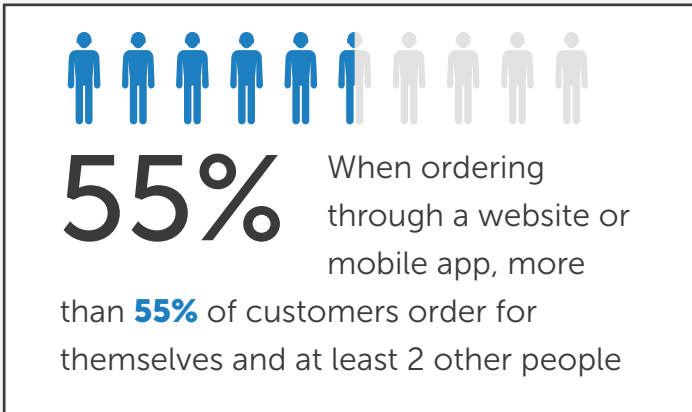 55%
When ordering
through a website or
mobile app, more
than 55% of customers order for
themselves and at least 2 other people